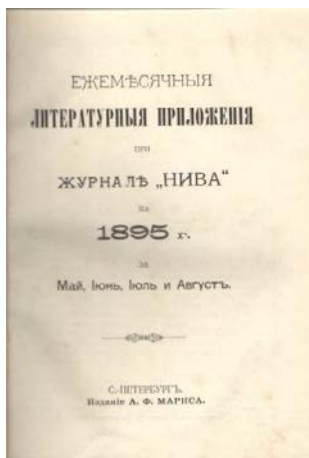 ЕЖЕМѢСЯЧНЫЯ
ЛИТЕРАТУРНЫЯ ПРИЛОЖЕНІЯ
ПРИ
ЖУРНАЛѢ „НИВА“
НА
1895 г.
ЗА
Май, Іюнь, Іюль и Августъ.
С.-ПЕТЕРБУРГЪ.
Изданіе А. Ф. МАРКСА.